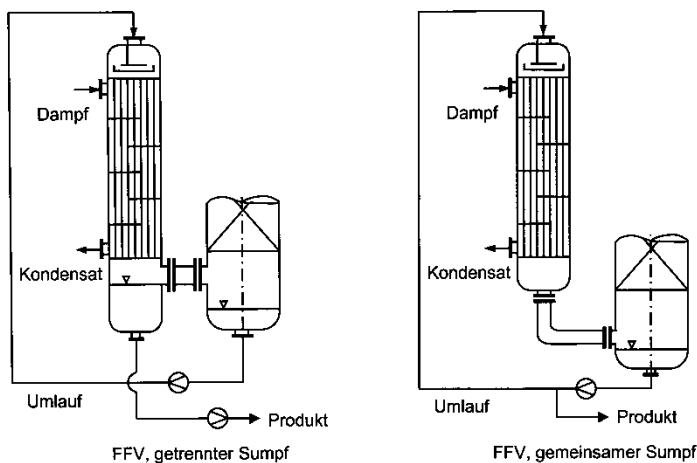 Dampf
Kondensat
Umlauf
Produkt
FFV, getrennter Sumpf
Dampf
Kondensat
Umlauf
Produkt
FFV, gemeinsamer Sumpf